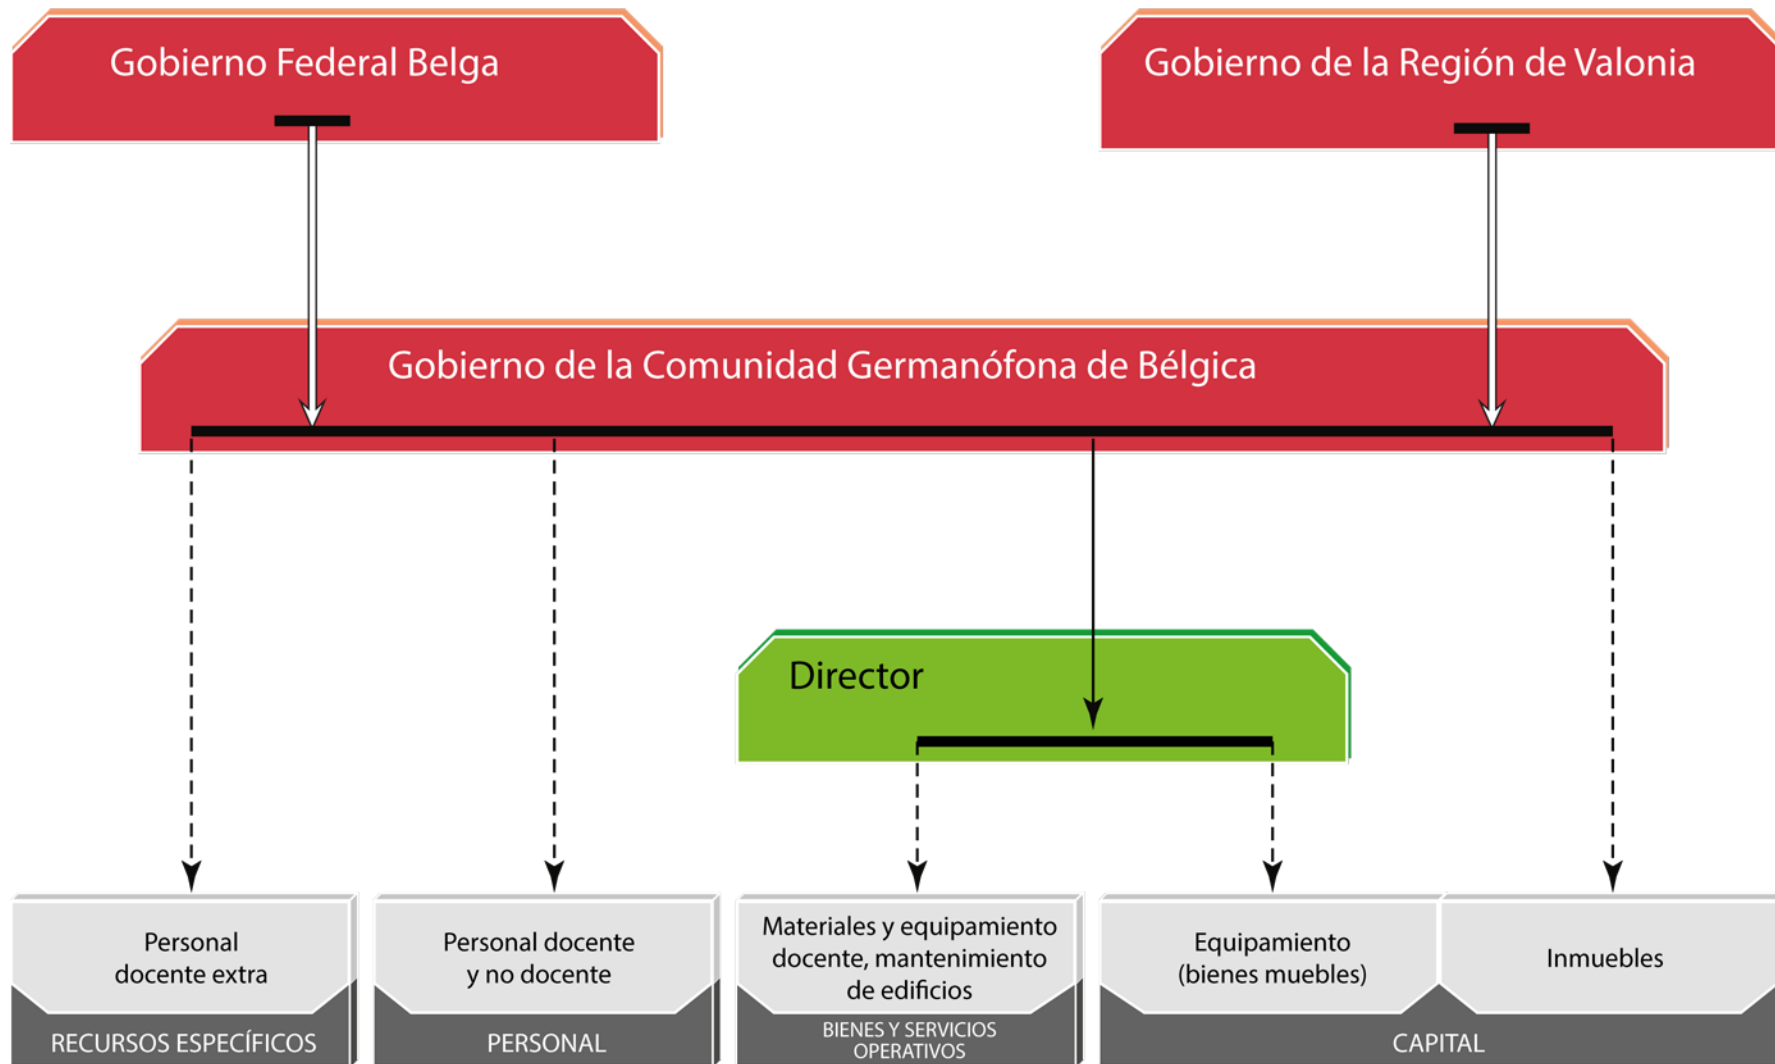 Gobierno Federal Belga
Gobierno de la Región de Valonia
Gobierno de la Comunidad Germanófona de Bélgica
Director
Personal
docente extra
Personal docente
y no docente
Materiales y equipamiento
docente, mantenimiento
de edificios
Equipamiento
(bienes muebles)
Inmuebles
RECURSOS ESPECÍFICOS
PERSONAL
BIENES Y SERVICIOS
OPERATIVOS
CAPITAL